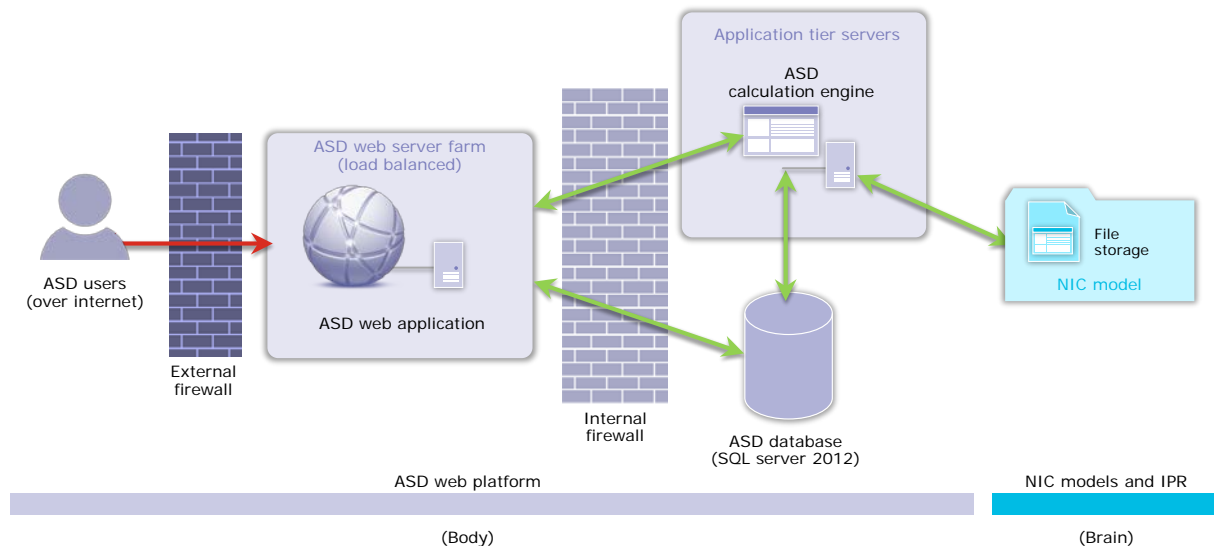 Application tier servers
ASD
calculation engine
ASD web server farm
(load balanced)
ASD users
(over internet)
External
firewall
ASD web application
Internal
firewall
ASD database
(SQL server 2012)
File
storage
NIC model
ASD web platform
NIC models and IPR
(Body)
(Brain)